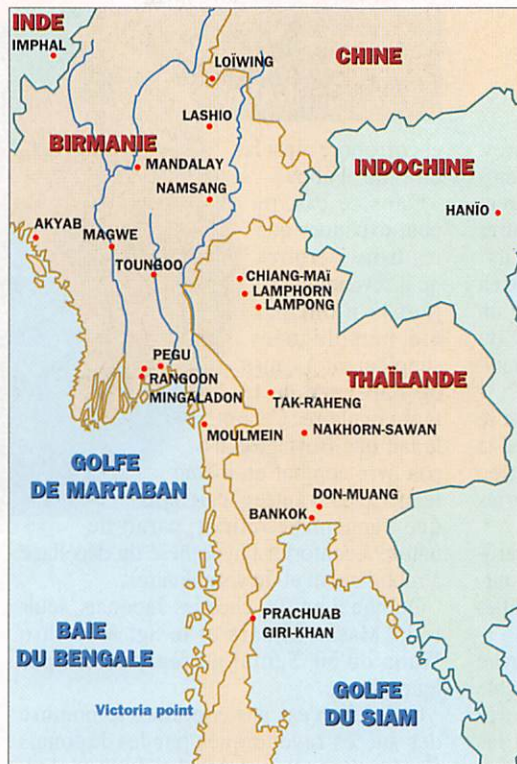 INDE
IMPHAL
LOÏWING
CHINE
LASHIO
BIRMANIE
MANDALAY
NAMSANG
INDOCHINE
HANÏO
AKYAB
MAGWE
TOUNGOO
CHIANG-MAï
LAMPHORN
LAMPONG
PEGU
RANGOON
MINGALADON
THAÏLANDE
TAK-RAHENG
MOULMEIN
NAKHORN-SAWAN
GOLFE
DE MARTABAN
DON-MUANG
BANKOK
PRACHUAB
GIRI-KHAN
BAIE
DU BENGALE
Victoria point
GOLFE
DU SIAM